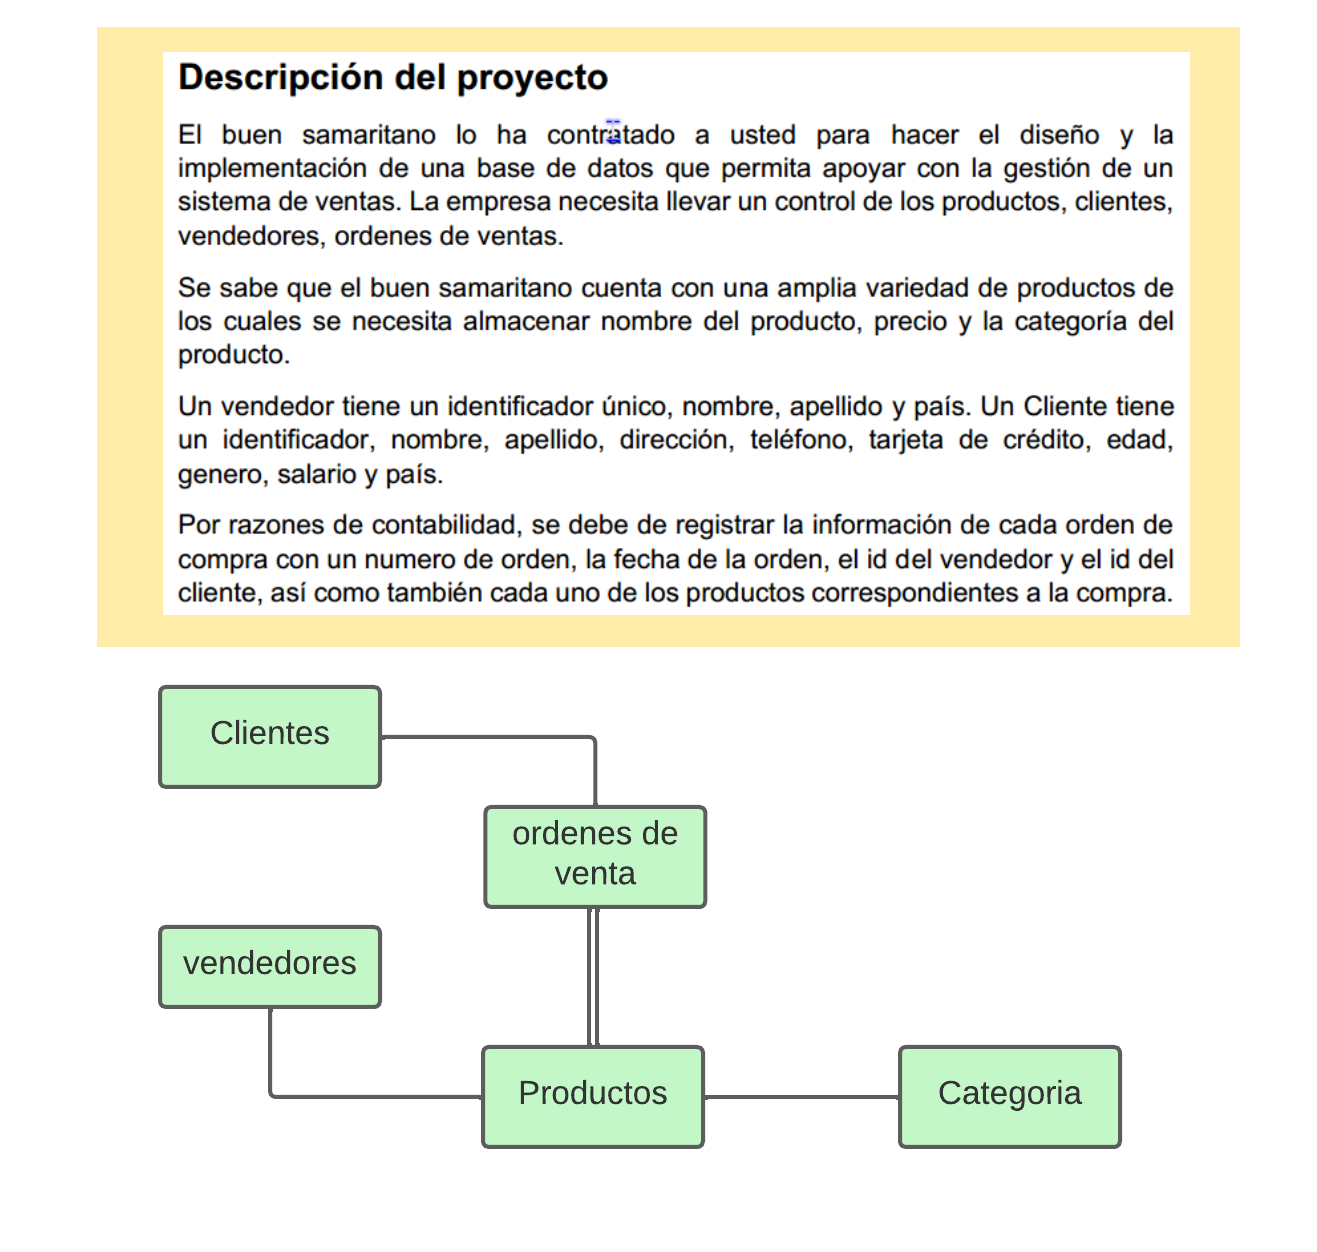 Descripción del proyecto
El buen samaritano lo ha contratado a usted para hacer el diseño y la
implementación de una base de datos que permita apoyar con la gestión de un
sistema de ventas. La empresa necesita llevar un control de los productos, clientes,
vendedores, ordenes de ventas.
Se sabe que el buen samaritano cuenta con una amplia variedad de productos de
los cuales se necesita almacenar nombre del producto, precio y la categoría del
producto.
Un vendedor tiene un identificador único, nombre, apellido y país. Un Cliente tiene
un identificador, nombre, apellido, dirección, teléfono, tarjeta de crédito, edad,
genero, salario y país.
Por razones de contabilidad, se debe de registrar la información de cada orden de
compra con un numero de orden, la fecha de la orden, el id del vendedor y el id del
cliente, así como también cada uno de los productos correspondientes a la compra.
Clientes
ordenes de
venta
vendedores
Productos
Categoria